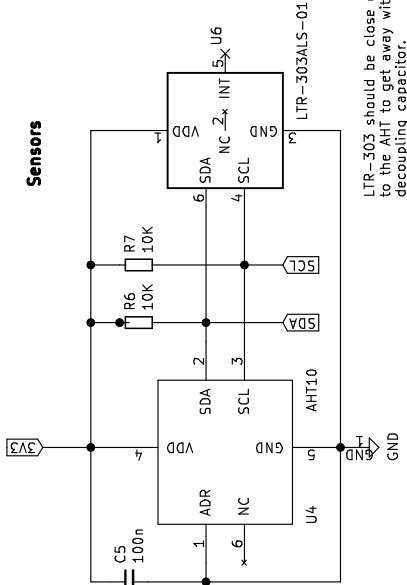 Sensors
3V3
C5
100n
R6
10K
R7
10K
U4
AHT10
ADR
NC
VDD
GND
SDA
SCL
1
6
4
5
2
3
SDA
SCL
U6
LTR-303ALS-01
VDD
GND
SDA
SCL
NC
INT
1
3
6
4
2
5
GND
1
GND
LTR-303 should be close
to the AHT to get away wit
decoupling capacitor.